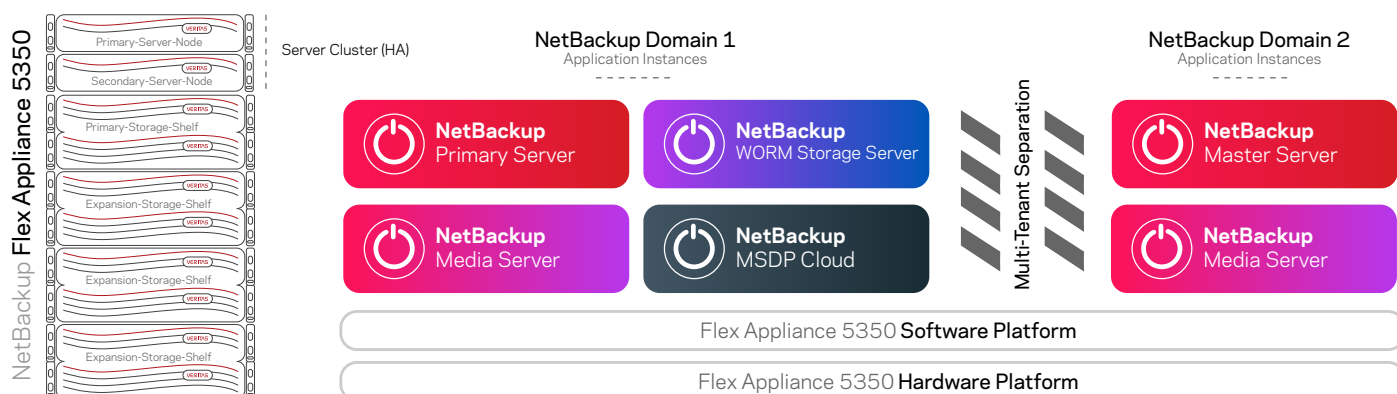 NetBackup Flex Appliance 5350
VERITAS
Primary-Server-Node
VERITAS
Secondary-Server-Node
VERITAS
Primary-Storage-Shelf
VERITAS
VERITAS
Expansion-Storage-Shelf
VERITAS
VERITAS
Expansion-Storage-Shelf
VERITAS
VERITAS
Expansion-Storage-Shelf
VERITAS
Server Cluster (HA)
NetBackup Domain 1
Application Instances
NetBackup
Primary Server
NetBackup
WORM Storage Server
NetBackup
Media Server
NetBackup
MSDP Cloud
Multi-Tenant Separation
NetBackup Domain 2
Application Instances
NetBackup
Master Server
NetBackup
Media Server
Flex Appliance 5350 Software Platform
Flex Appliance 5350 Hardware Platform